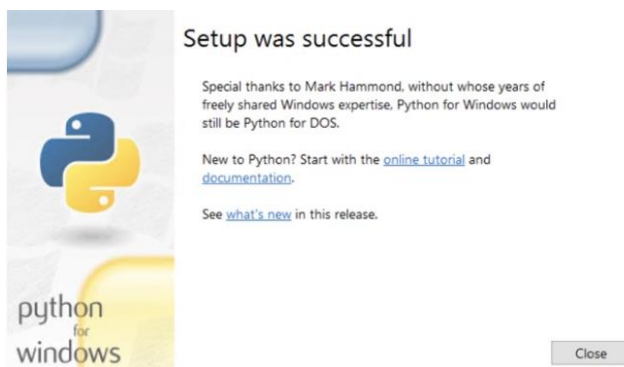 Setup was successful
Special thanks to Mark Hammond, without whose years of
freely shared Windows expertise, Python for Windows would
still be Python for DOS.
New to Python? Start with the online tutorial and
documentation.
See what's new in this release.
python
for
windows
Close